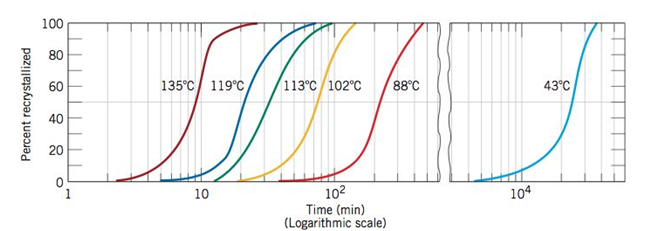 Percent recrystallized
100
80
60
40
20
0
135°C 119°C 113°C 102°C 88°C 43°C
1 10 10² 10⁴
Time (min)
(Logarithmic scale)